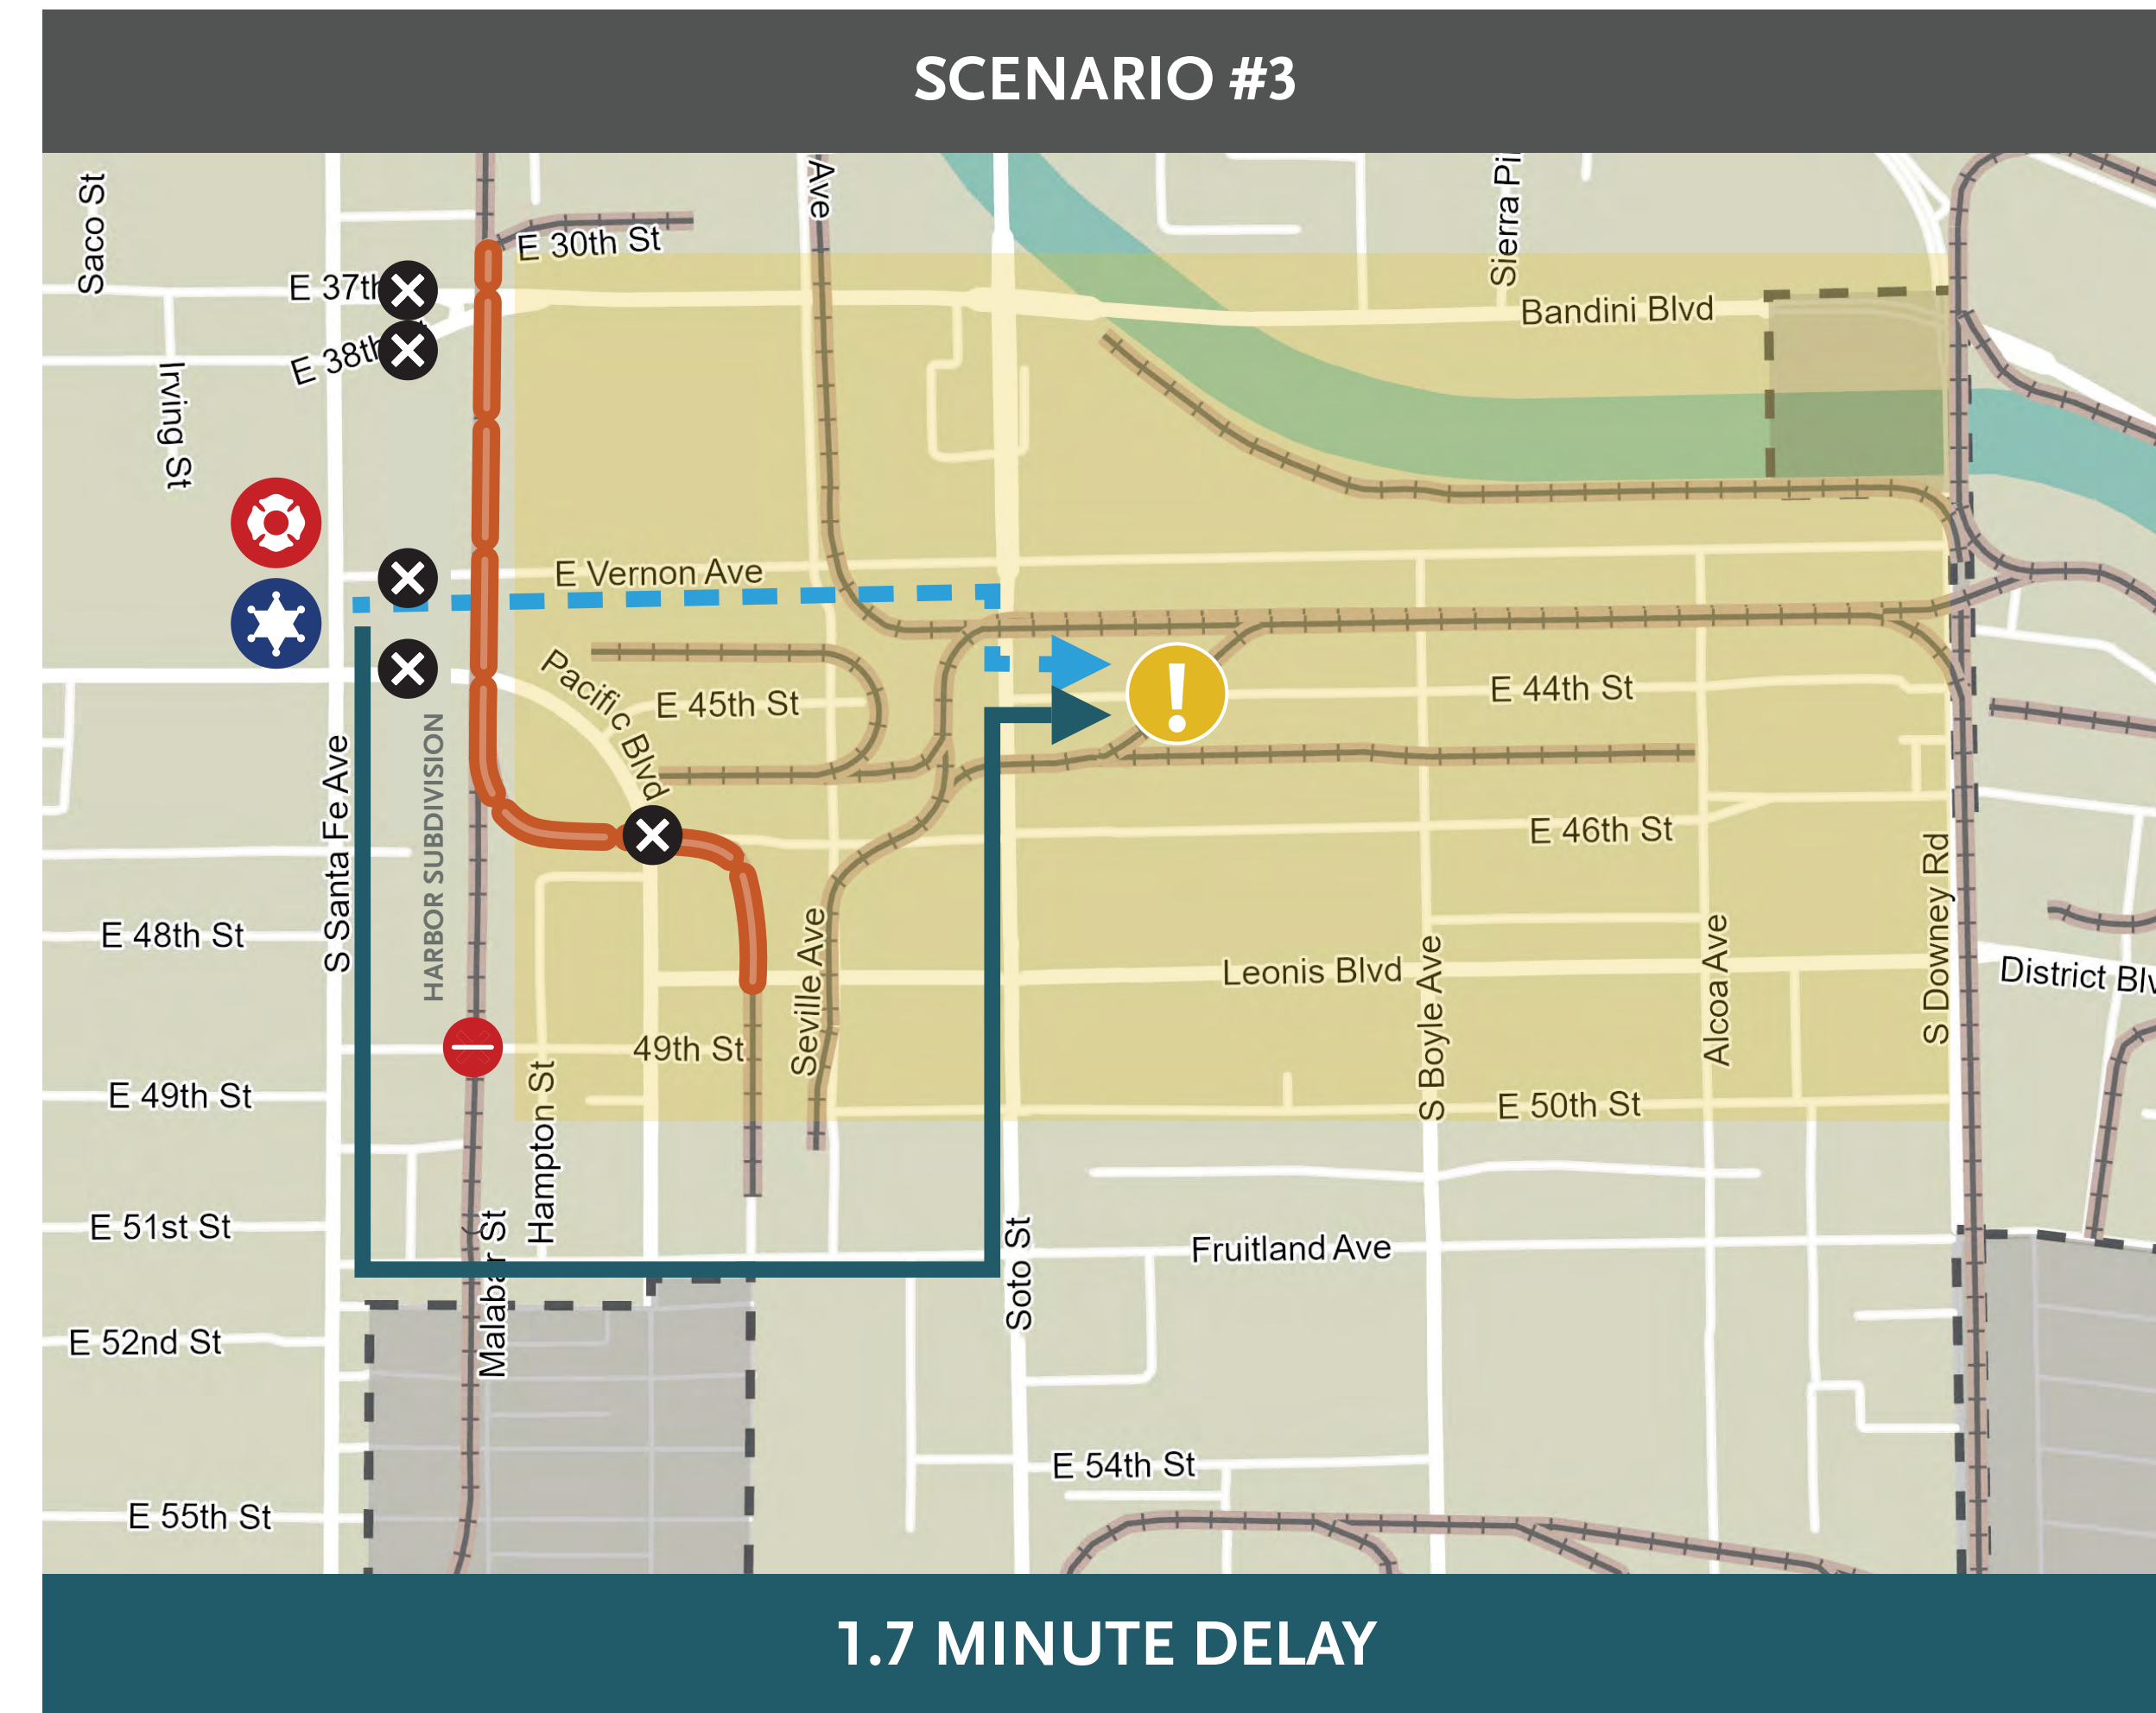 SCENARIO #3
Saco St
Ave
Sierra Pi
E 30th St
E 37th
E 38th
Bandini Blvd
Irving St
E Vernon Ave
Pacific Blvd
E 45th St
E 44th St
S Santa Fe Ave
HARBOR SUBDIVISION
E 46th St
S Downey Rd
E 48th St
Seville Ave
Leonis Blvd
S Boyle Ave
Alcoa Ave
District Blv
49th St
E 49th St
Hampton St
E 50th St
E 51st St
Malabar St
Soto St
Fruitland Ave
E 52nd St
E 54th St
E 55th St
1.7 MINUTE DELAY